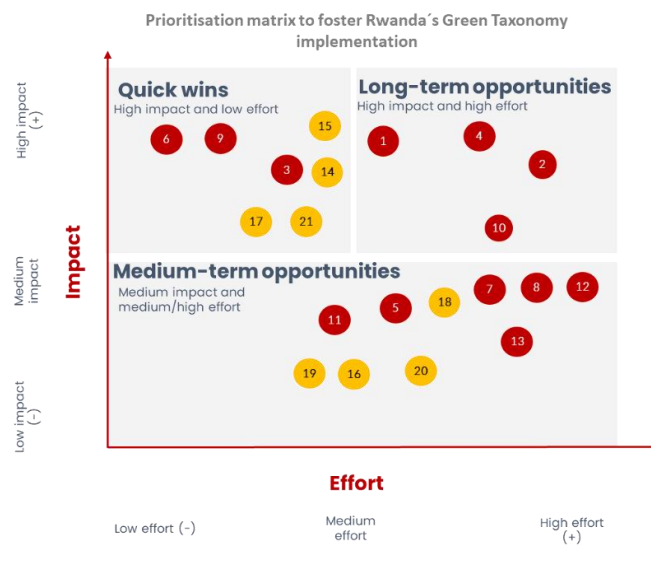 Prioritisation matrix to foster Rwanda´s Green Taxonomy
implementation
High impact
(+)
Medium
impact
Low impact
(-)
Impact
Quick wins
High impact and low effort
15
6
9
3
14
17
21
Long-term opportunities
High impact and high effort
1
4
2
10
Medium-term opportunities
Medium impact and
medium/high effort
11
5
18
7
8
12
13
19
16
20
Effort
Low effort (-)
Medium
effort
High effort
(+)